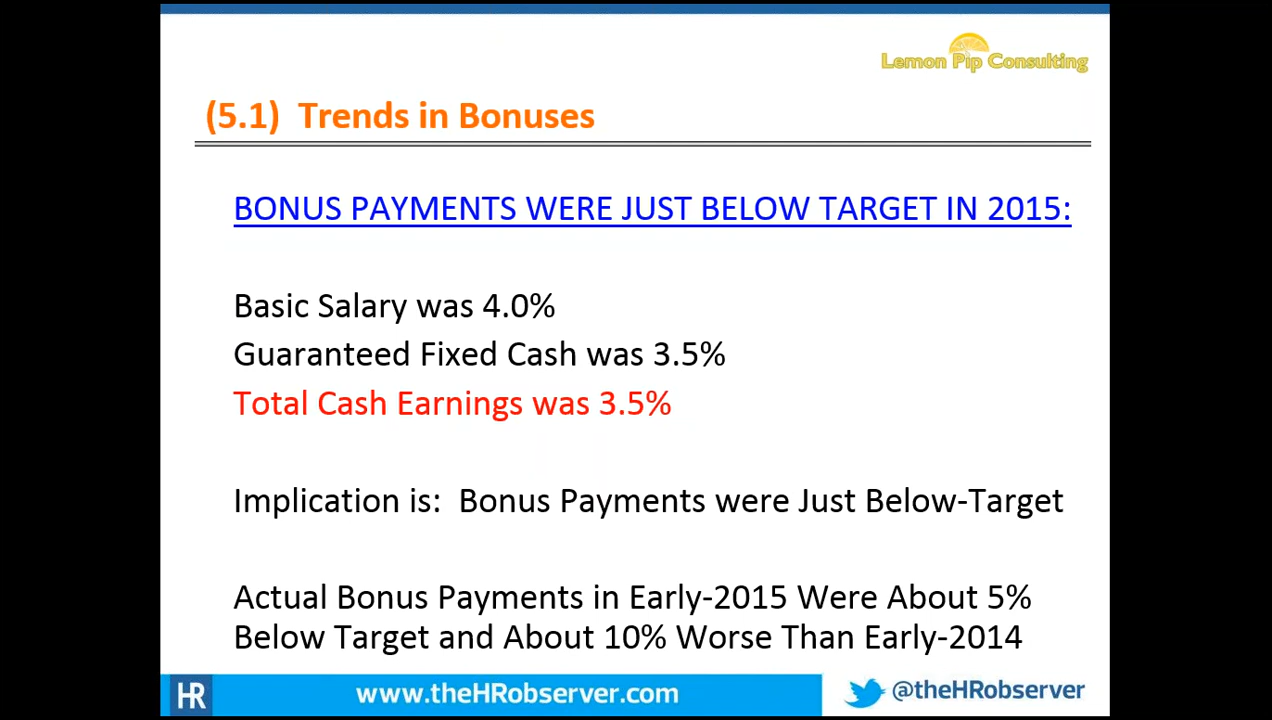 Lemon Pip Consulting
(5.1) Trends in Bonuses
BONUS PAYMENTS WERE JUST BELOW TARGET IN 2015:
Basic Salary was 4.0%
Guaranteed Fixed Cash was 3.5%
Total Cash Earnings was 3.5%
Implication is: Bonus Payments were Just Below-Target
Actual Bonus Payments in Early-2015 Were About 5%
Below Target and About 10% Worse Than Early-2014
HR www.theHRobserver.com @theHRobserver